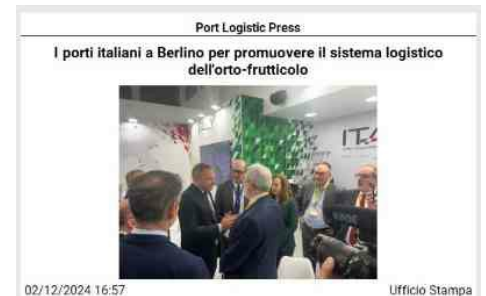 Port Logistic Press
I porti italiani a Berlino per promuovere il sistema logistico
dell'orto-frutticolo
02/12/2024 16:57
Ufficio Stampa